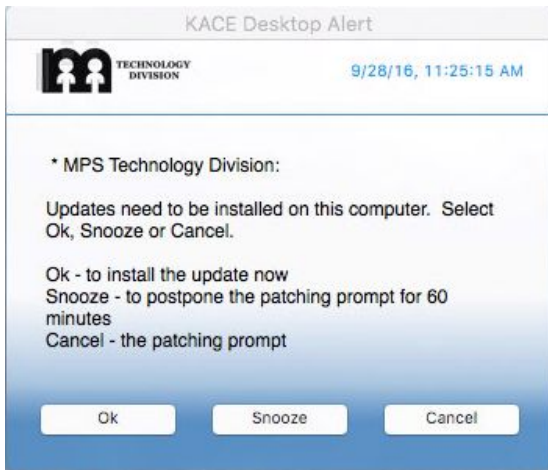 KACE Desktop Alert
TECHNOLOGY
DIVISION
9/28/16, 11:25:15 AM
* MPS Technology Division:
Updates need to be installed on this computer.  Select
Ok, Snooze or Cancel.
Ok - to install the update now
Snooze - to postpone the patching prompt for 60
minutes
Cancel - the patching prompt
Ok
Snooze
Cancel